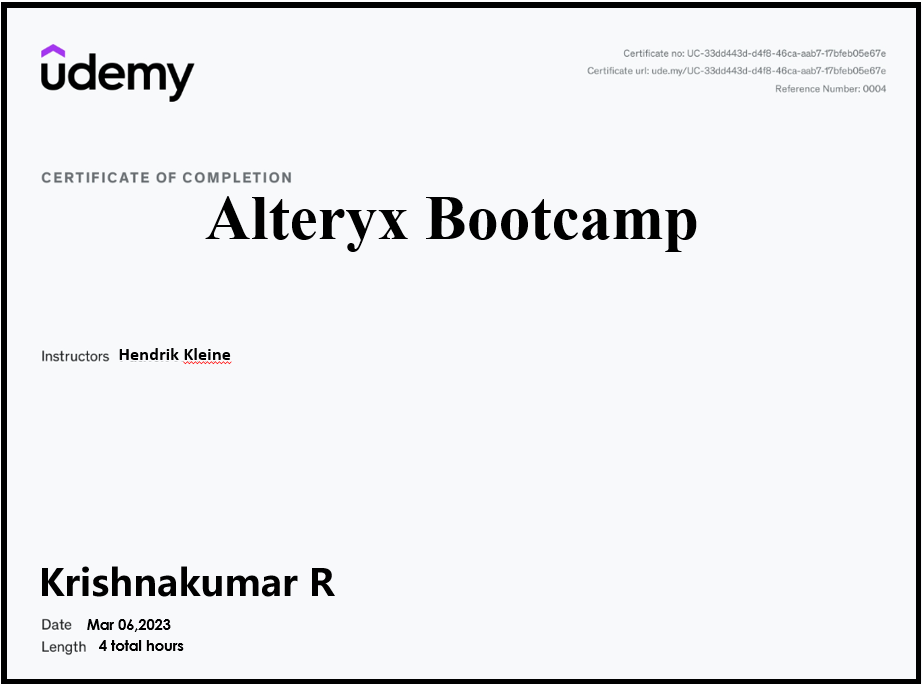 udemy
Certificate no: UC-33dd443d-d4f8-46ca-aab7-17bfeb05e67e
Certificate url: ude.my/UC-33dd443d-d4f8-46ca-aab7-17bfeb05e67e
Reference Number: 0004
CERTIFICATE OF COMPLETION
Alteryx Bootcamp
Instructors Hendrik Kleine
Krishnakumar R
Date Mar 06,2023
Length 4 total hours